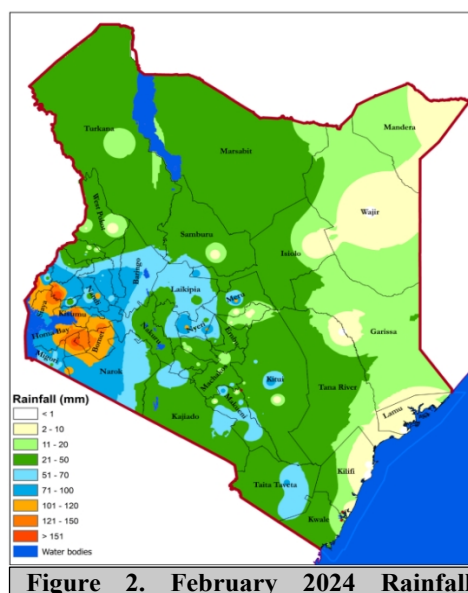 Turkana
Mandera
Marsabit
West Pokot
Wajir
Samburu
Isiolo
Baringo
Laikipia
Meru
Kisumu
Nyeri
Garissa
Homa Bay
Embu
Bomet
Migori
Narok
Kitui
Tana River
Machakos
Lamu
Makueni
Kajiado
Kilifi
Taita Taveta
Kwale
Rainfall (mm)
< 1
2 - 10
11 - 20
21 - 50
51 - 70
71 - 100
101 - 120
121 - 150
> 151
Water bodies
Figure 2. February 2024 Rainfall